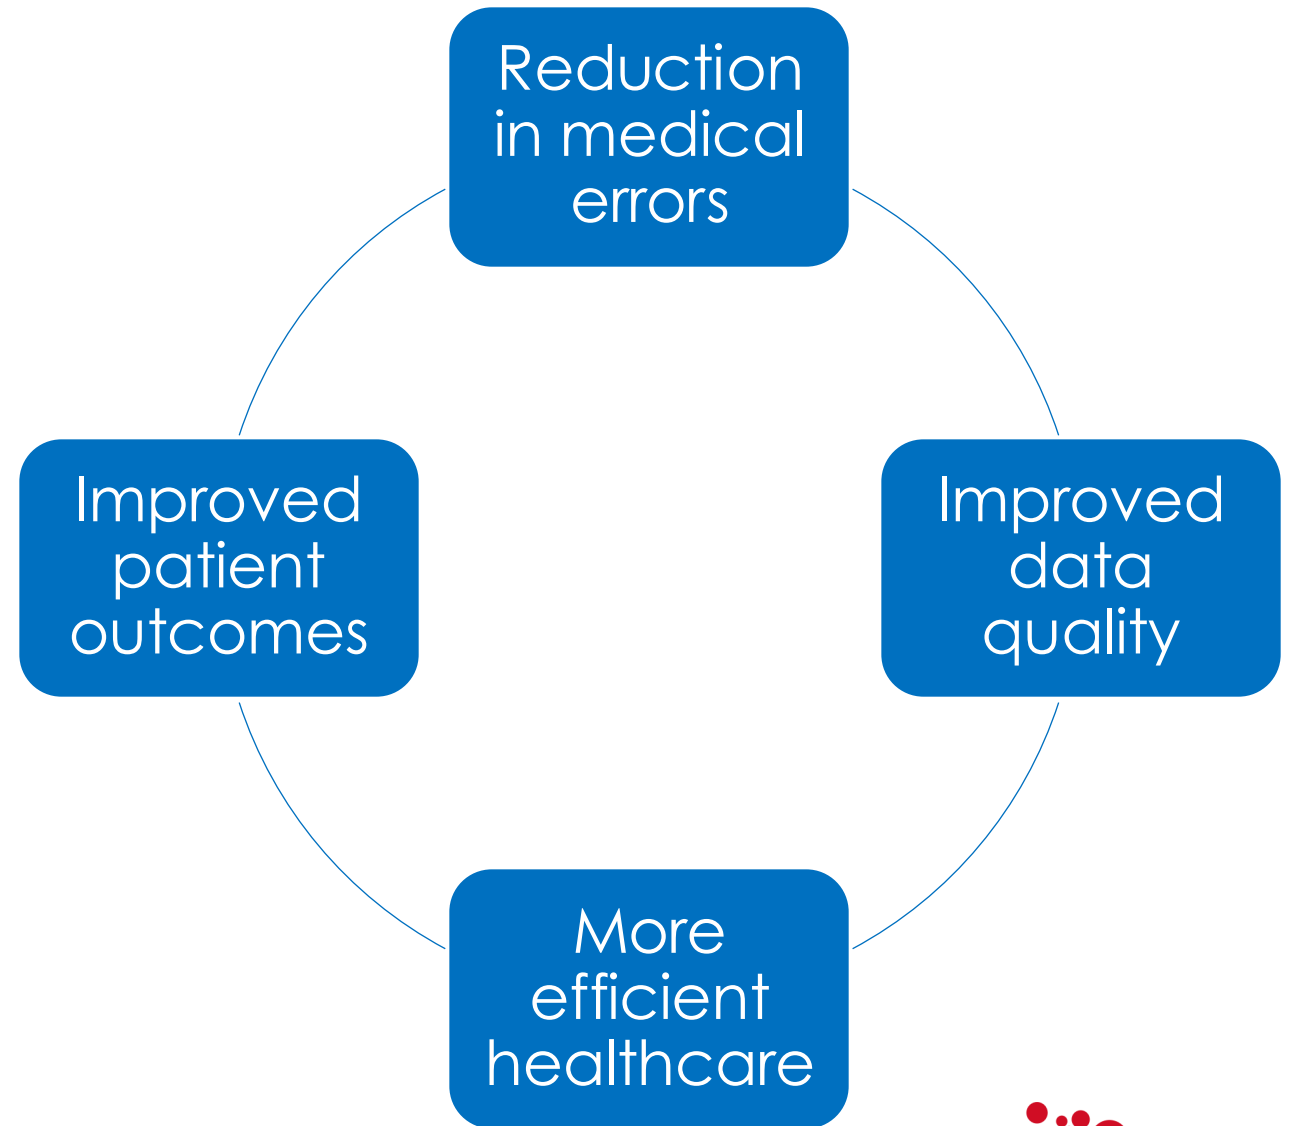 Reduction
in medical
errors
Improved
patient
outcomes
Improved
data
quality
More
efficient
healthcare